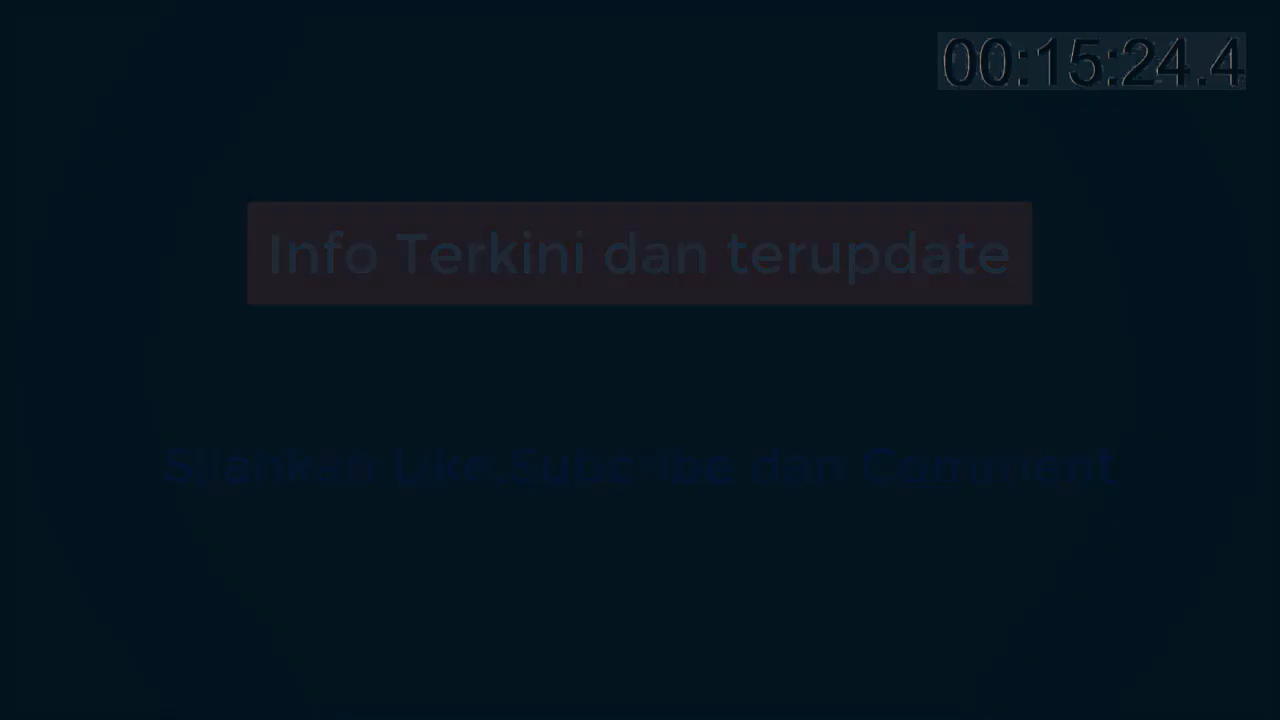 00:15:24.4
Info Terkini dan terupdate
Silahkan Like.Subcribe dan Comment